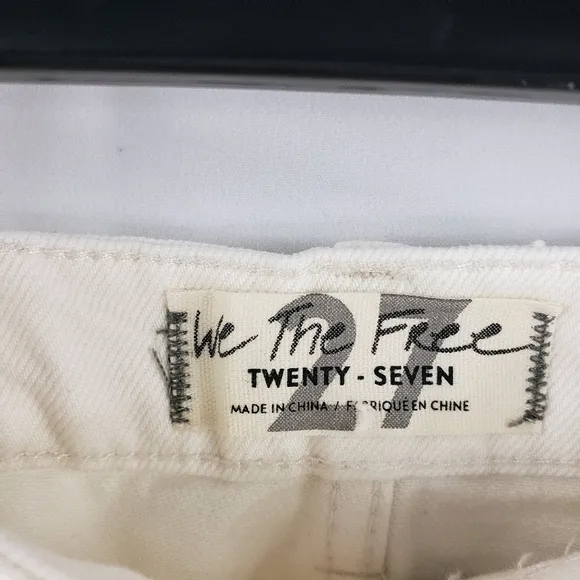 We The Free
27
TWENTY - SEVEN
MADE IN CHINA / FABRIQUE EN CHINE